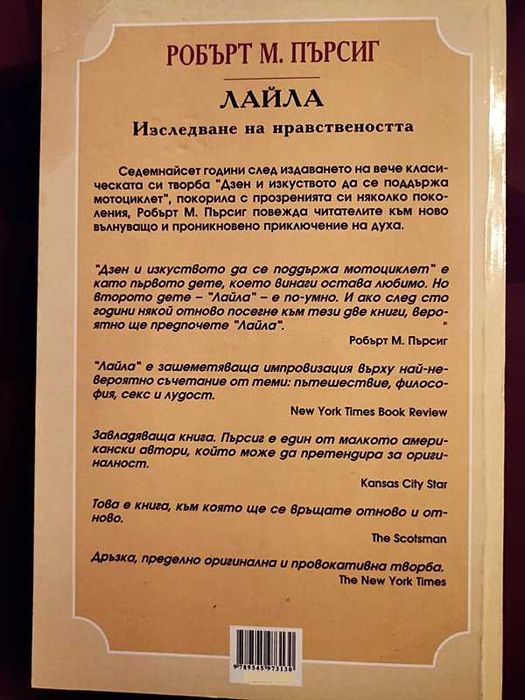 РОБЪРТ М. ПЪРСИГ
ЛАЙЛА
Изследване на нравствеността
Седемнайсет години след издаването на вече класи-
ческата си творба "Дзен и изкуството да се поддържа
мотоциклет", покорила с прозренията си няколко поко-
ления, Робърт М. Пърсиг повежда читателите към ново
вълнуващо и проникновено приключение на духа.
"Дзен и изкуството да се поддържа мотоциклет" е
като първото дете, което винаги остава любимо. Но
второто дете – "Лайла" – е по-умно. И ако след сто
години някой отново посегне към тези две книги, веро-
ятно ще предпочете "Лайла".
Робърт М. Пърсиг
"Лайла" е зашеметяваща импровизация върху най-не-
вероятно съчетание от теми: пътешествие, филосо-
фия, секс и лудост.
New York Times Book Review
Завладяваща книга. Пърсиг е един от малкото амери-
кански автори, който може да претендира за ориги-
налност.
Kansas City Star
Това е книга, към която ще се връщате отново и от-
ново.
The Scotsman
Дръзка, пределно оригинална и провокативна творба.
The New York Times
9789545973130